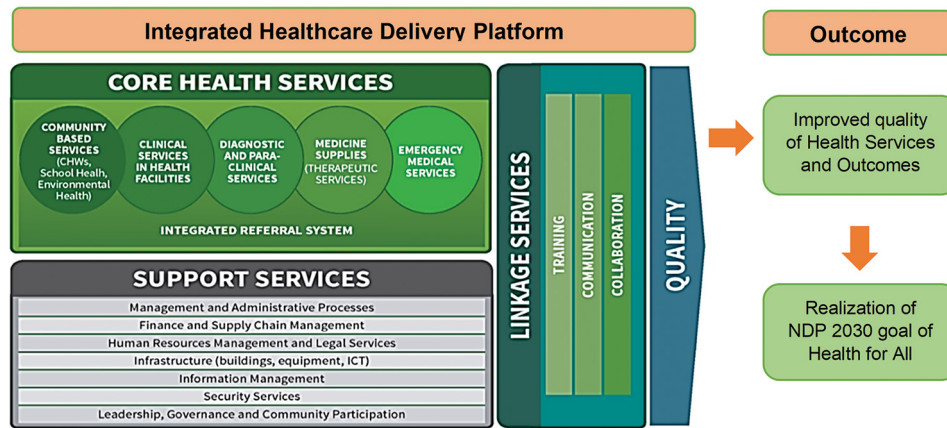 Integrated Healthcare Delivery Platform
Outcome
CORE HEALTH SERVICES
COMMUNITY
BASED
SERVICES
(CHWs,
School Healh,
Environmental
Health)
CLINICAL
SERVICES
IN HEALTH
FACILITIES
DIAGNOSTIC
AND PARA-
CLINICAL
SERVICES
MEDICINE
SUPPLIES
(THERAPEUTIC
SERVICES)
EMERGENCY
MEDICAL
SERVICES
INTEGRATED REFERRAL SYSTEM
SUPPORT SERVICES
Management and Administrative Processes
Finance and Supply Chain Management
Human Resources Management and Legal Services
Infrastructure (buildings, equipment, ICT)
Information Management
Security Services
Leadership, Governance and Community Participation
LINKAGE SERVICES
TRAINING
COMMUNICATION
COLLABORATION
QUALITY
Improved quality
of Health Services
and Outcomes
Realization of
NDP 2030 goal of
Health for All